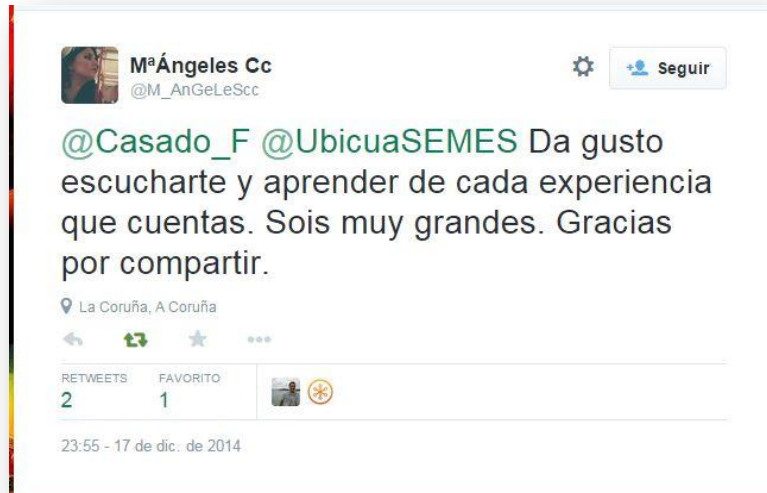 MªÁngeles Cc
@M_AnGeLeScc
Seguir
@Casado_F @UbicuaSEMES Da gusto
escucharte y aprender de cada experiencia
que cuentas. Sois muy grandes. Gracias
por compartir.
La Coruña, A Coruña
RETWEETS FAVORITO
2 1
23:55 - 17 de dic. de 2014